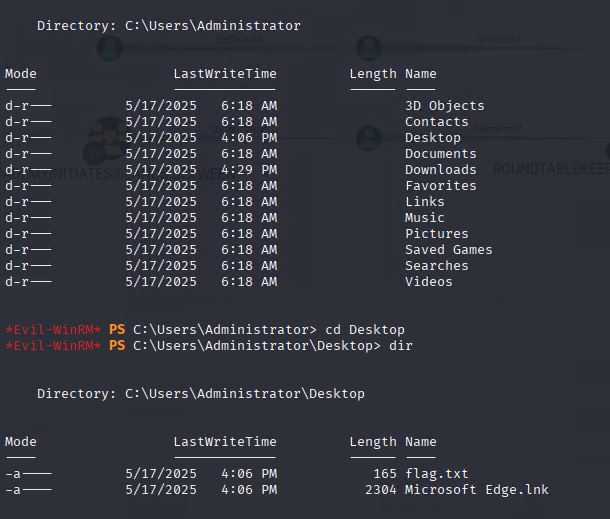 Directory: C:\Users\Administrator
GenericAll
Mode LastWriteTime Length Name
---- ------------- ------ ----
d-r--- 5/17/2025 6:18 AM 3D Objects
d-r--- 5/17/2025 6:18 AM Contacts
d-r--- 5/17/2025 4:06 PM Desktop
d-r--- 5/17/2025 6:18 AM Documents
d-r--- 5/17/2025 4:29 PM Downloads
d-r--- 5/17/2025 6:18 AM Favorites
d-r--- 5/17/2025 6:18 AM Links
d-r--- 5/17/2025 6:18 AM Music
d-r--- 5/17/2025 6:18 AM Pictures
d-r--- 5/17/2025 6:18 AM Saved Games
d-r--- 5/17/2025 6:18 AM Searches
d-r--- 5/17/2025 6:18 AM Videos
MemberOf
ROUNDTABLEKEE
*Evil-WinRM* PS C:\Users\Administrator> cd Desktop
*Evil-WinRM* PS C:\Users\Administrator\Desktop> dir
Directory: C:\Users\Administrator\Desktop
Mode LastWriteTime Length Name
---- ------------- ------ ----
-a---- 5/17/2025 4:06 PM 165 flag.txt
-a---- 5/17/2025 4:06 PM 2304 Microsoft Edge.lnk